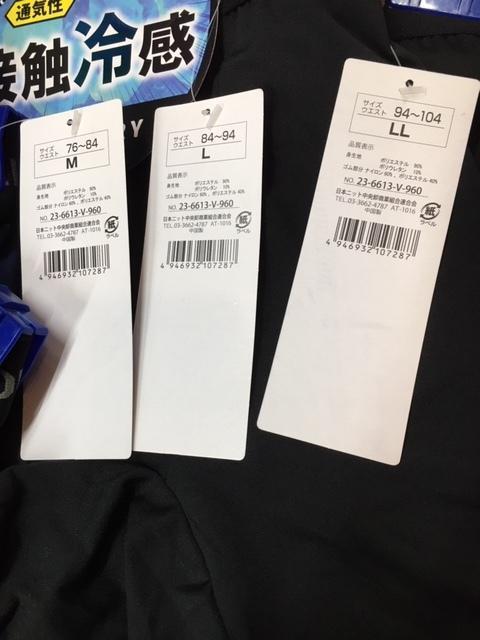 通気性
接触冷感
RY
サイズ
ウエスト
76~84
M
品質表示
身生地 ポリエステル 90%
ポリウレタン 10%
ゴム部分 ナイロン 60%、ポリエステル 40%
NO. 23-6613-V-960
日本ニット中央卸商業組合連合会
TEL.03-3662-4787 AT-1016
中国製
紙
ラベル
4 946932 107287
サイズ
ウエスト
84~94
L
品質表示
身生地 ポリエステル 90%
ポリウレタン 10%
ゴム部分 ナイロン 60%、ポリエステル 40%
NO. 23-6613-V-960
日本ニット中央卸商業組合連合会
TEL.03-3662-4787 AT-1016
中国製
紙
ラベル
4 946932 107287
サイズ
ウエスト
94~104
LL
品質表示
身生地 ポリエステル 90%
ポリウレタン 10%
ゴム部分 ナイロン 60%、ポリエステル 40%
NO. 23-6613-V-960
日本ニット中央卸商業組合連合会
TEL.03-3662-4787 AT-1016
中国製
紙
ラベル
4 946932 107287